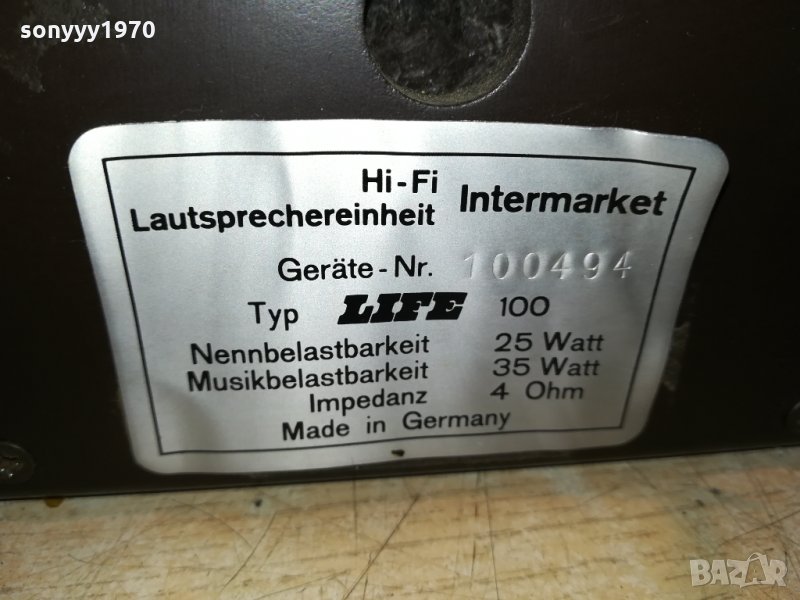 sonyyy1970
Hi-Fi
Lautsprechereinheit Intermarket
Geräte-Nr. 100494
Typ LIFE 100
Nennbelastbarkeit 25 Watt
Musikbelastbarkeit 35 Watt
Impedanz 4 Ohm
Made in Germany
BAZAR